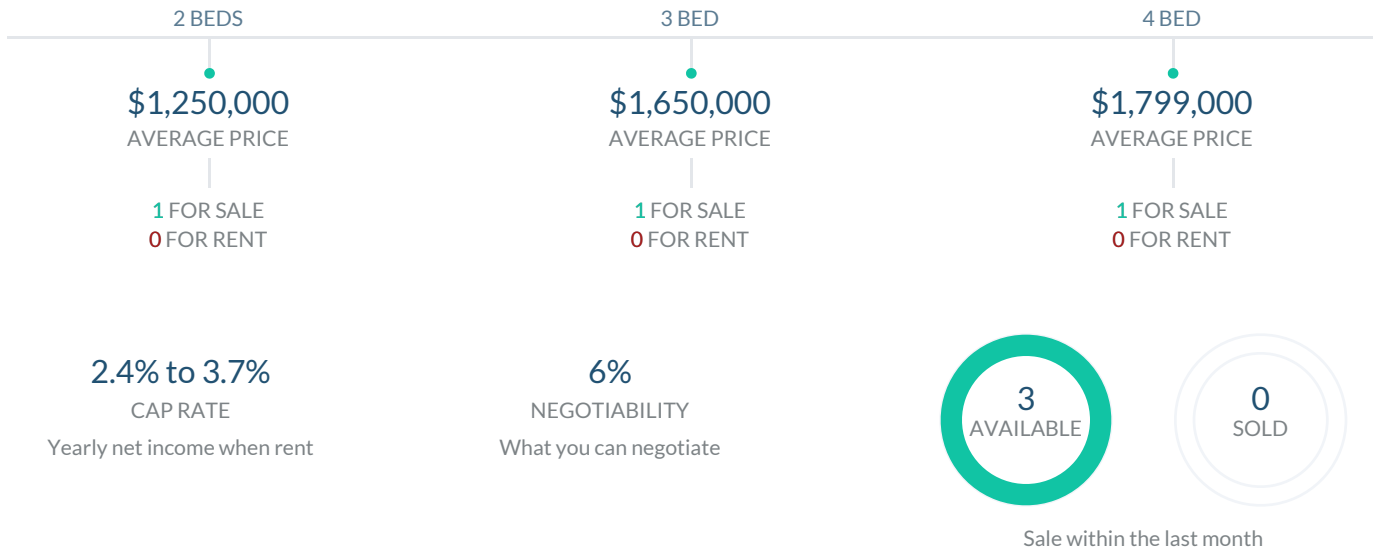 2 BEDS
3 BED
4 BED
$1,250,000
AVERAGE PRICE
1 FOR SALE
0 FOR RENT
$1,650,000
AVERAGE PRICE
1 FOR SALE
0 FOR RENT
$1,799,000
AVERAGE PRICE
1 FOR SALE
0 FOR RENT
2.4% to 3.7%
CAP RATE
Yearly net income when rent
6%
NEGOTIABILITY
What you can negotiate
3
AVAILABLE
0
SOLD
Sale within the last month